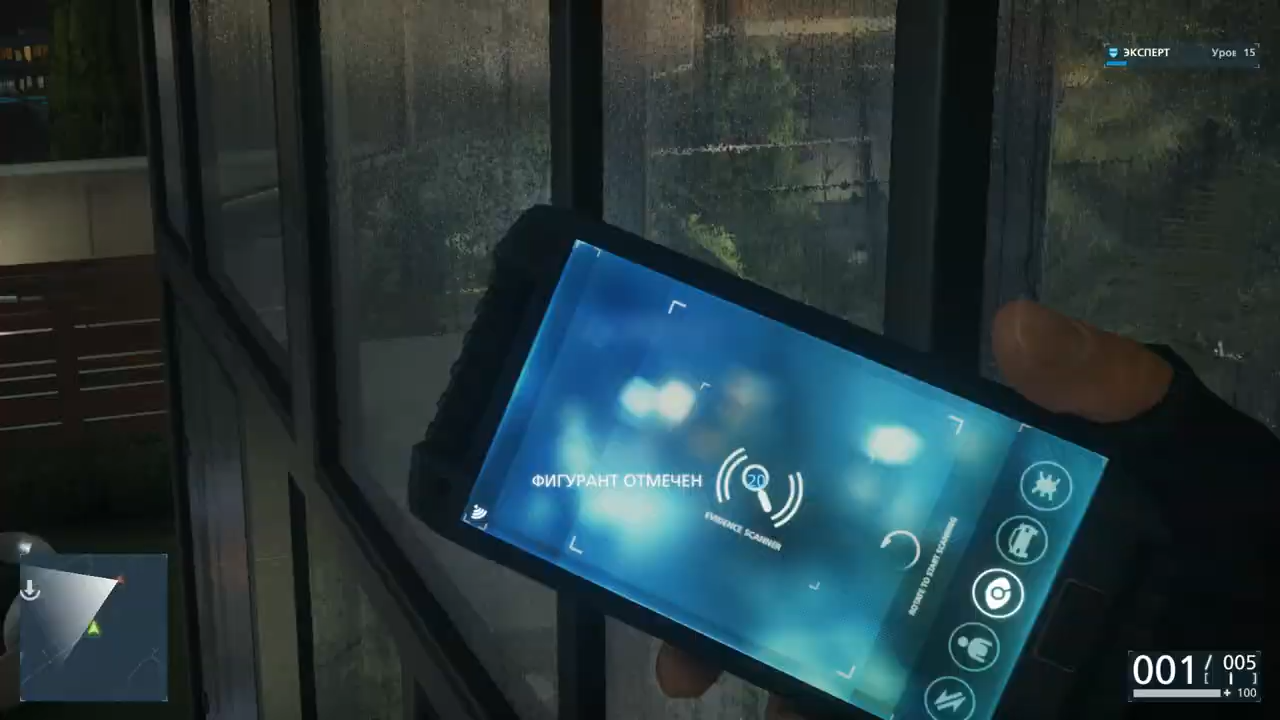 ЭКСПЕРТ Уров 15
ФИГУРАНТ ОТМЕЧЕН 20
EVIDENCE SCANNER
ROTATE TO START SCANNING
001 / 005
+ 100